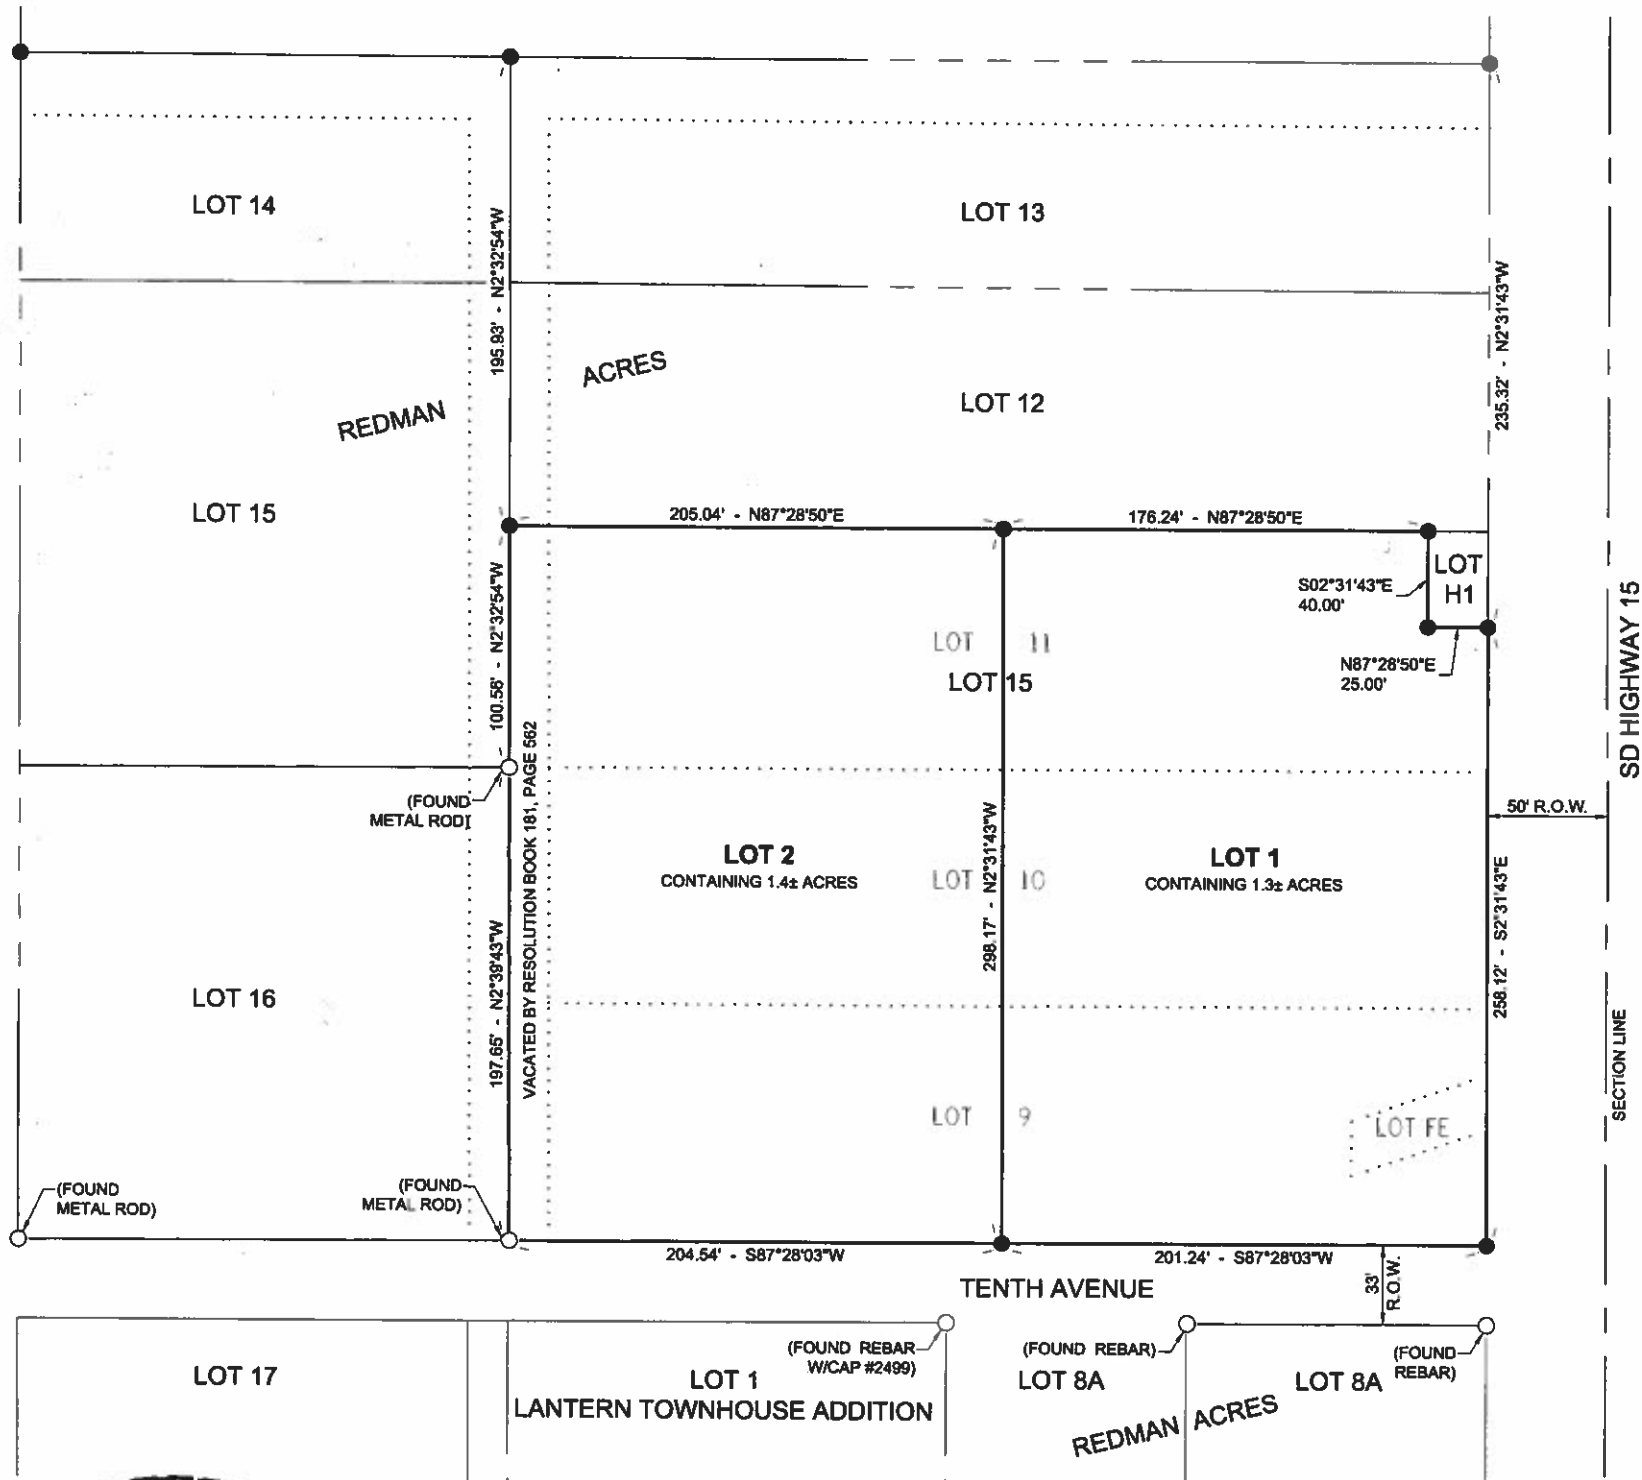 LOT 14
LOT 13
195.93' - N2°32'54"W
235.32' - N2°31'43"W
REDMAN
ACRES
LOT 12
LOT 15
205.04' - N87°28'50"E
176.24' - N87°28'50"E
LOT
H1
S02°31'43"E
40.00'
N87°28'50"E
25.00'
100.56' - N2°32'54"W
LOT 11
LOT 15
SD HIGHWAY 15
(FOUND
METAL ROD)
VACATED BY RESOLUTION BOOK 181, PAGE 562
50' R.O.W.
LOT 2
CONTAINING 1.4± ACRES
LOT 10
298.17' - N2°31'43"W
LOT 1
CONTAINING 1.3± ACRES
258.12' - S2°31'43"E
LOT 16
197.65' - N2°39'43"W
SECTION LINE
LOT 9
LOT FE
(FOUND
METAL ROD)
(FOUND
METAL ROD)
204.54' - S87°28'03"W
201.24' - S87°28'03"W
TENTH AVENUE
33'
R.O.W.
LOT 17
(FOUND REBAR
W/CAP #2499)
LOT 1
LANTERN TOWNHOUSE ADDITION
(FOUND REBAR)
LOT 8A
LOT 8A
(FOUND
REBAR)
REDMAN ACRES